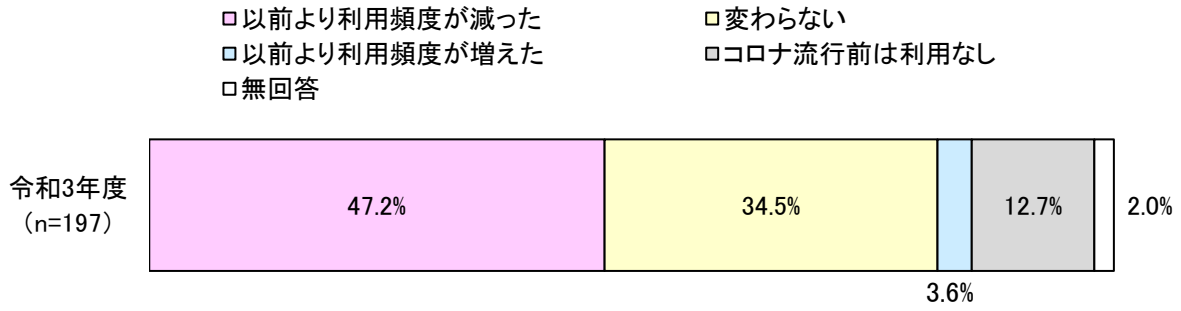 以前より利用頻度が減った 変わらない
以前より利用頻度が増えた コロナ流行前は利用なし
無回答
令和3年度
(n=197)
47.2% 34.5% 12.7% 2.0%
3.6%